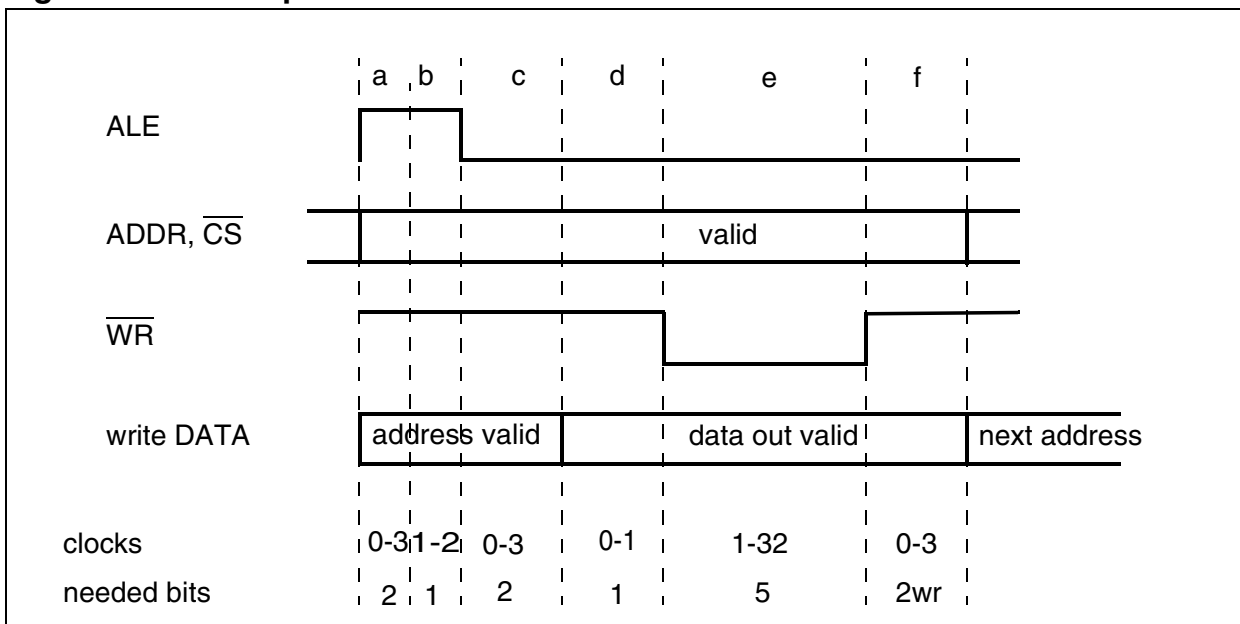 a b c d e f
ALE
ADDR, CS valid
WR
write DATA address valid data out valid next address
clocks 0-3 1-2 0-3 0-1 1-32 0-3
needed bits 2 1 2 1 5 2wr